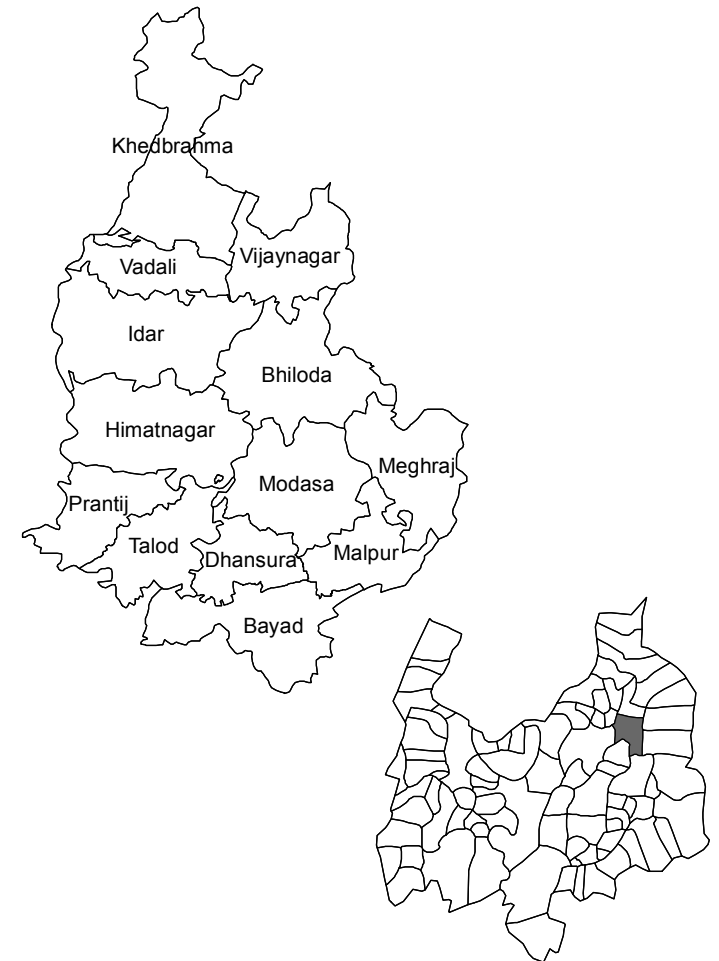 Khedbrahma
Vijaynagar
Vadali
Idar
Bhiloda
Himatnagar
Meghraj
Modasa
Prantij
Talod
Malpur
Dhansura
Bayad